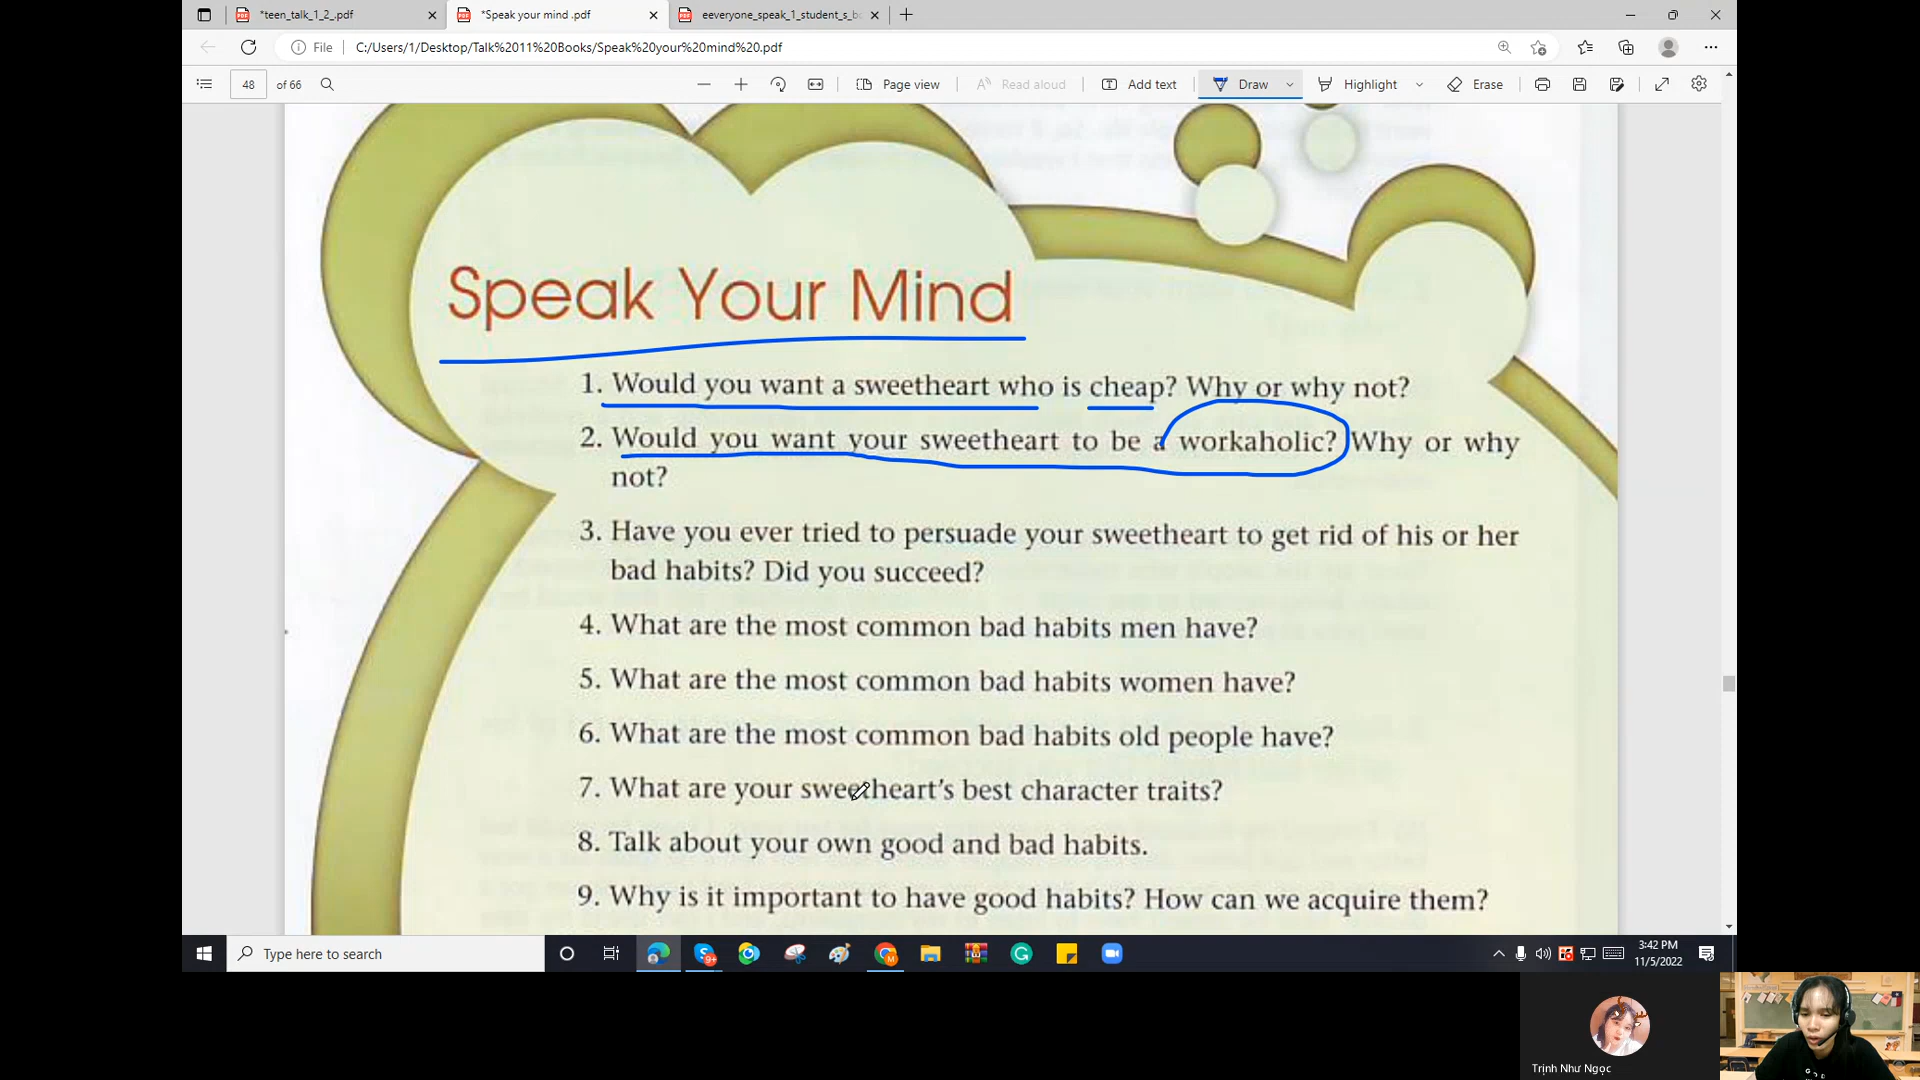 *teen_talk_1_2_.pdf
*Speak your mind .pdf
eeveryone_speak_1_student_s_b
File
C:/Users/1/Desktop/Talk%2011%20Books/Speak%20your%20mind%20.pdf
48 of 66
Page view
Read aloud
Add text
Draw
Highlight
Erase
Speak Your Mind
1. Would you want a sweetheart who is cheap? Why or why not?
2. Would you want your sweetheart to be a workaholic? Why or why
not?
3. Have you ever tried to persuade your sweetheart to get rid of his or her
bad habits? Did you succeed?
4. What are the most common bad habits men have?
5. What are the most common bad habits women have?
6. What are the most common bad habits old people have?
7. What are your sweetheart's best character traits?
8. Talk about your own good and bad habits.
9. Why is it important to have good habits? How can we acquire them?
Type here to search
3:42 PM
11/5/2022
Trịnh Như Ngọc